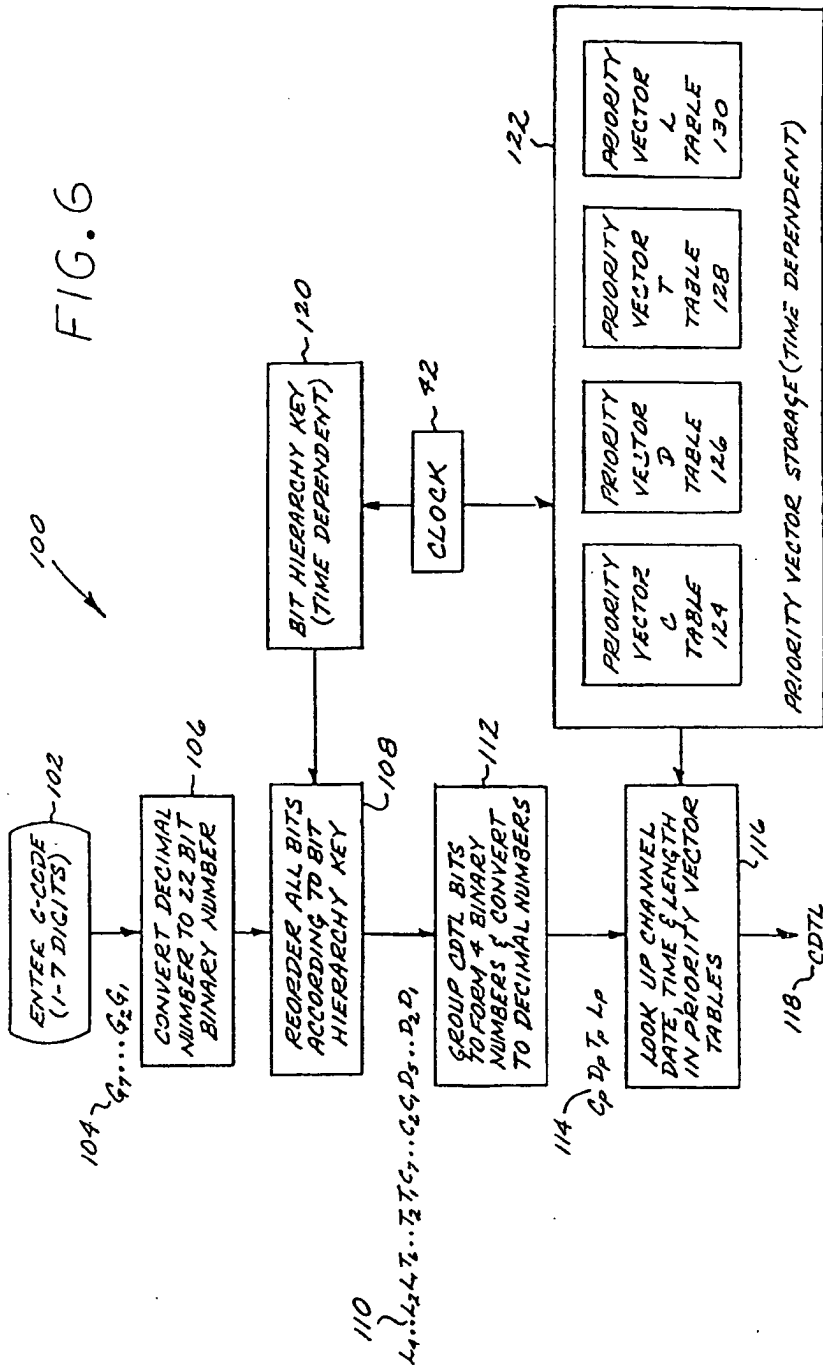 FIG. 6
100
ENTER G-CODE
(1-7 DIGITS)
102
104
G7...G2G1
CONVERT DECIMAL
NUMBER TO 22 BIT
BINARY NUMBER
106
REORDER ALL BITS
ACCORDING TO BIT
HIERARCHY KEY
108
BIT HIERARCHY KEY
(TIME DEPENDENT)
120
CLOCK
42
110
L4...L2L1T6...T2T1C7...C2C1D5...D2D1
GROUP CDTL BITS
TO FORM 4 BINARY
NUMBERS & CONVERT
TO DECIMAL NUMBERS
112
114
CP DP TP LP
LOOK UP CHANNEL
DATE, TIME & LENGTH
IN PRIORITY VECTOR
TABLES
116
118
CDTL
122
PRIORITY
VECTOR
C
TABLE
124
PRIORITY
VECTOR
D
TABLE
126
PRIORITY
VECTOR
T
TABLE
128
PRIORITY
VECTOR
L
TABLE
130
PRIORITY VECTOR STORAGE (TIME DEPENDENT)